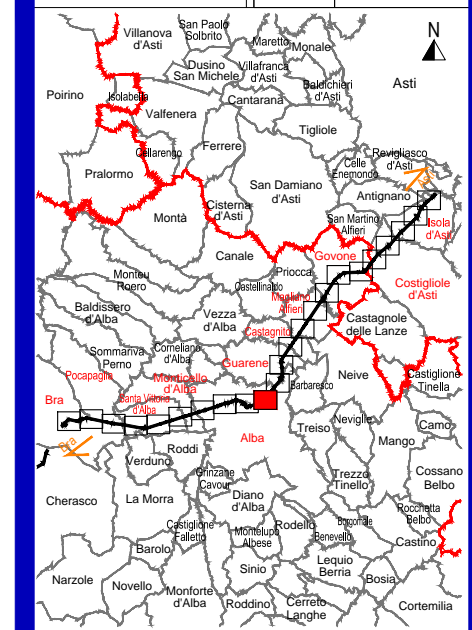 N
Villanova
d'Asti
San Paolo
Solbrito
Maretto
Monale
Dusino
San Michele
Villafranca
d'Asti
Baldichieri
d'Asti
Asti
Poirino
Isolabella
Valfenera
Cantarana
Tigliole
Cellarengo
Ferrere
Revigliasco
d'Asti
Celle
Enemondo
Pralormo
San Damiano
d'Asti
Antignano
Cisterna
d'Asti
Montà
San Martino
Alfieri
Isola
d'Asti
Canale
Govone
Priocca
Monteu
Roero
Castellinaldo
Costigliole
d'Asti
Magliano
Alfieri
Baldissero
d'Alba
Vezza
d'Alba
Castagnito
Castagnole
delle Lanze
Sommariva
Perno
Corneliano
d'Alba
Guarene
Pocapaglia
Monticello
d'Alba
Neive
Castiglione
Tinella
Barbaresco
Bra
Santa Vittoria
d'Alba
Alba
Treiso
Neviglie
Camo
Mango
Bra
Roddi
Verduno
Grinzane
Cavour
Trezzo
Tinello
Cossano
Belbo
Cherasco
La Morra
Diano
d'Alba
Rocchetta
Belbo
Castiglione
Falletto
Rodello
Borgomale
Montelupo
Albese
Benevello
Castino
Barolo
Lequio
Berria
Sinio
Bosia
Narzole
Novello
Monforte
d'Alba
Roddino
Cerreto
Langhe
Cortemilia